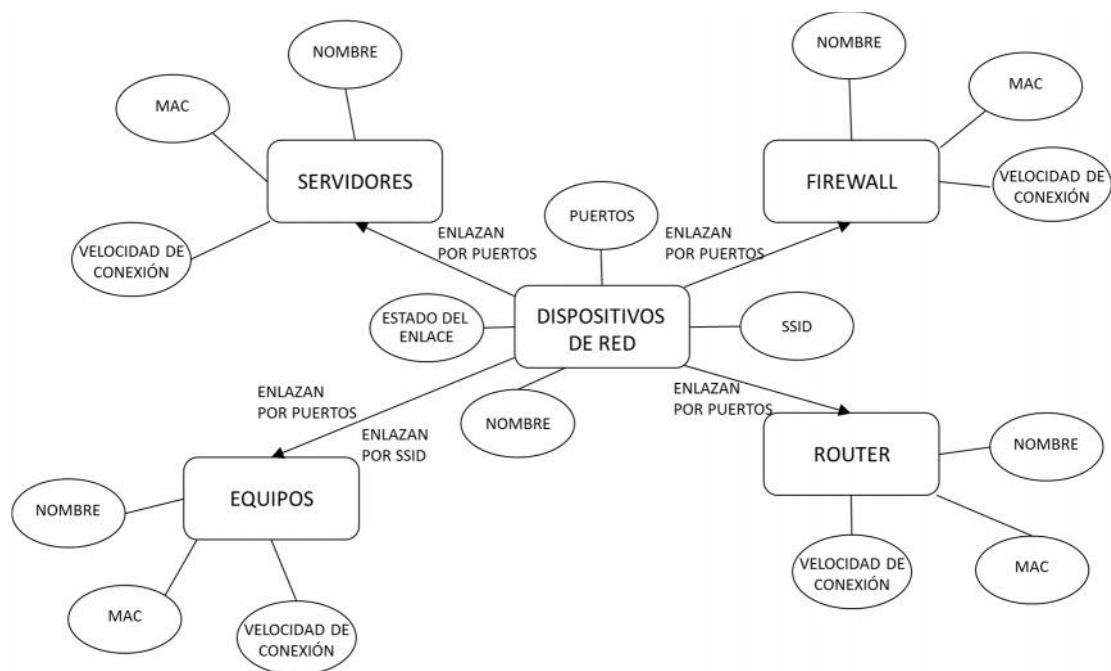 NOMBRE
MAC
SERVIDORES
VELOCIDAD DE
CONEXIÓN
NOMBRE
MAC
FIREWALL
VELOCIDAD DE
CONEXIÓN
ENLAZAN
POR PUERTOS
PUERTOS
ENLAZAN
POR PUERTOS
ESTADO DEL
ENLACE
DISPOSITIVOS
DE RED
SSID
ENLAZAN
POR PUERTOS
ENLAZAN
POR SSID
NOMBRE
ENLAZAN
POR PUERTOS
EQUIPOS
NOMBRE
MAC
VELOCIDAD DE
CONEXIÓN
ROUTER
NOMBRE
VELOCIDAD DE
CONEXIÓN
MAC